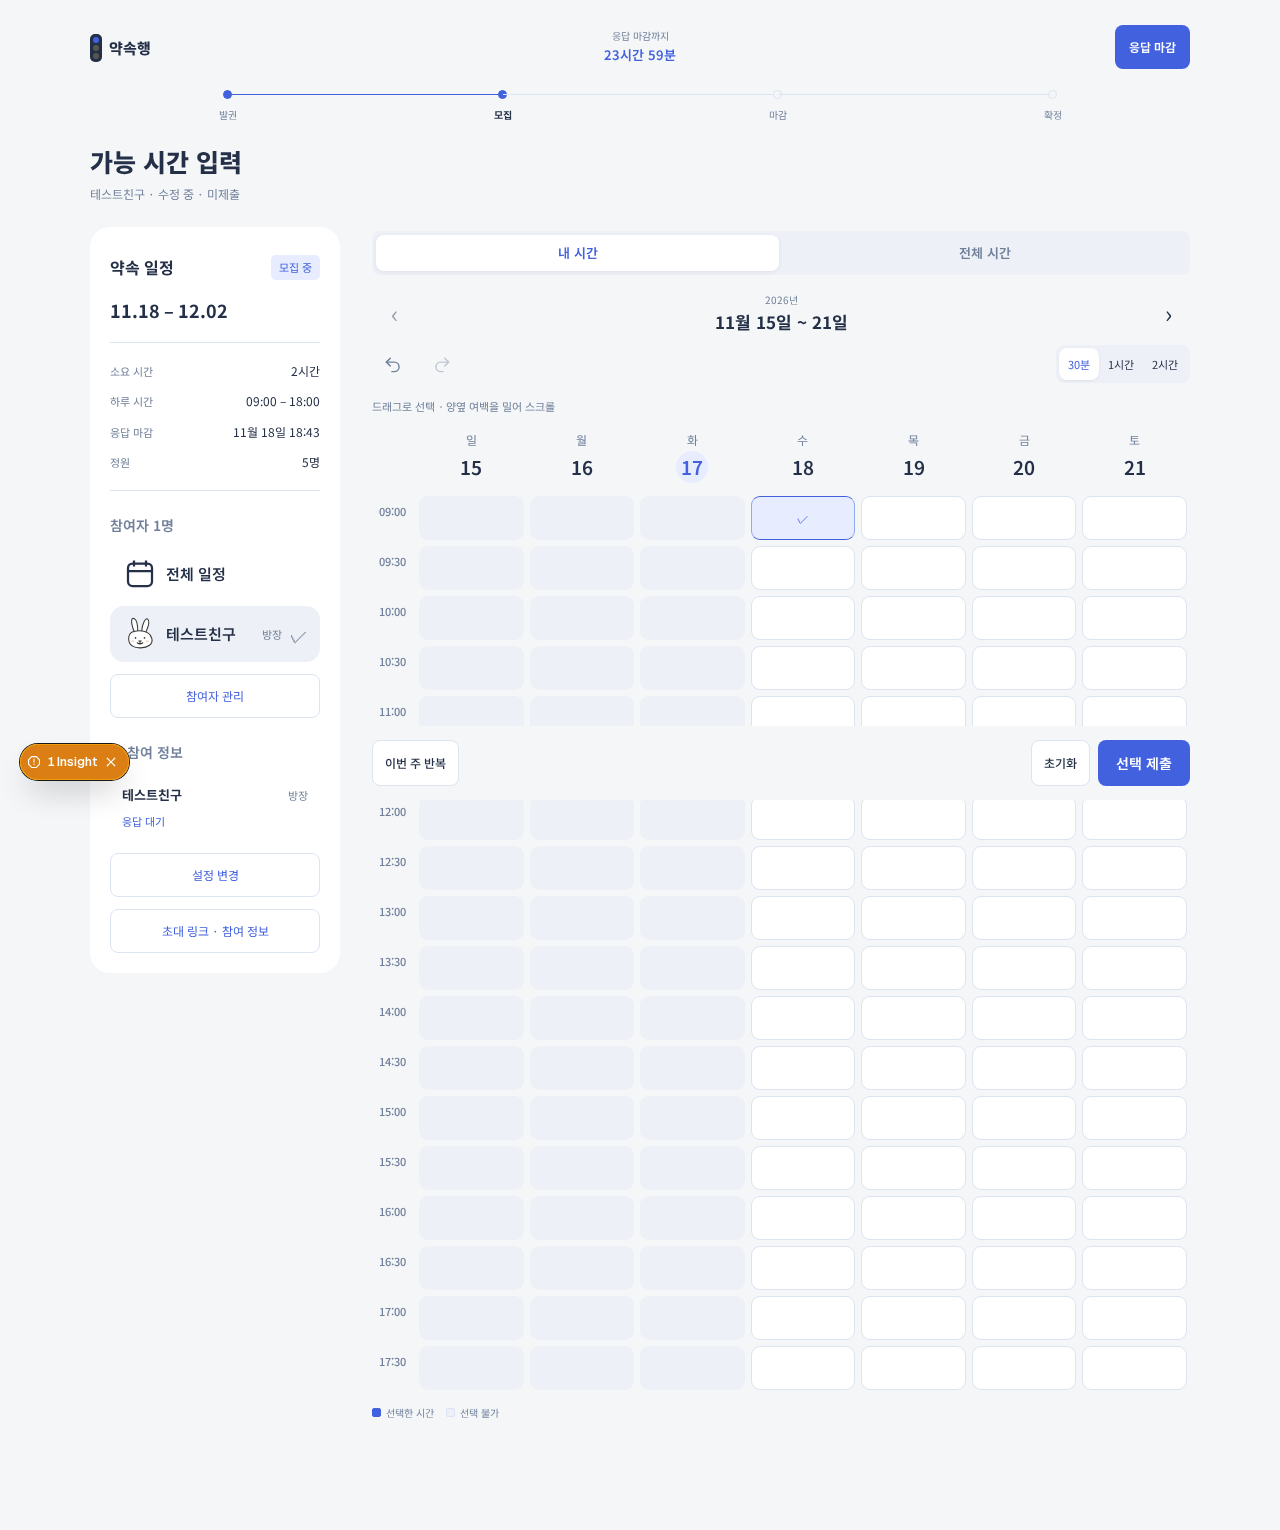 약속행
응답 마감까지
23시간 59분
응답 마감
발권
모집
마감
확정
가능 시간 입력
테스트친구 · 수정 중 · 미제출
약속 일정
모집 중
11.18 – 12.02
소요 시간 2시간
하루 시간 09:00 – 18:00
응답 마감 11월 18일 18:43
정원 5명
참여자 1명
전체 일정
테스트친구 방장
참여자 관리
참여 정보
1 Insight
테스트친구 방장
응답 대기
설정 변경
초대 링크 · 참여 정보
내 시간
전체 시간
2026년
11월 15일 ~ 21일
30분 1시간 2시간
드래그로 선택 · 양옆 여백을 밀어 스크롤
일 월 화 수 목 금 토
15 16 17 18 19 20 21
09:00
09:30
10:00
10:30
11:00
이번 주 반복
초기화
선택 제출
12:00
12:30
13:00
13:30
14:00
14:30
15:00
15:30
16:00
16:30
17:00
17:30
선택한 시간 선택 불가